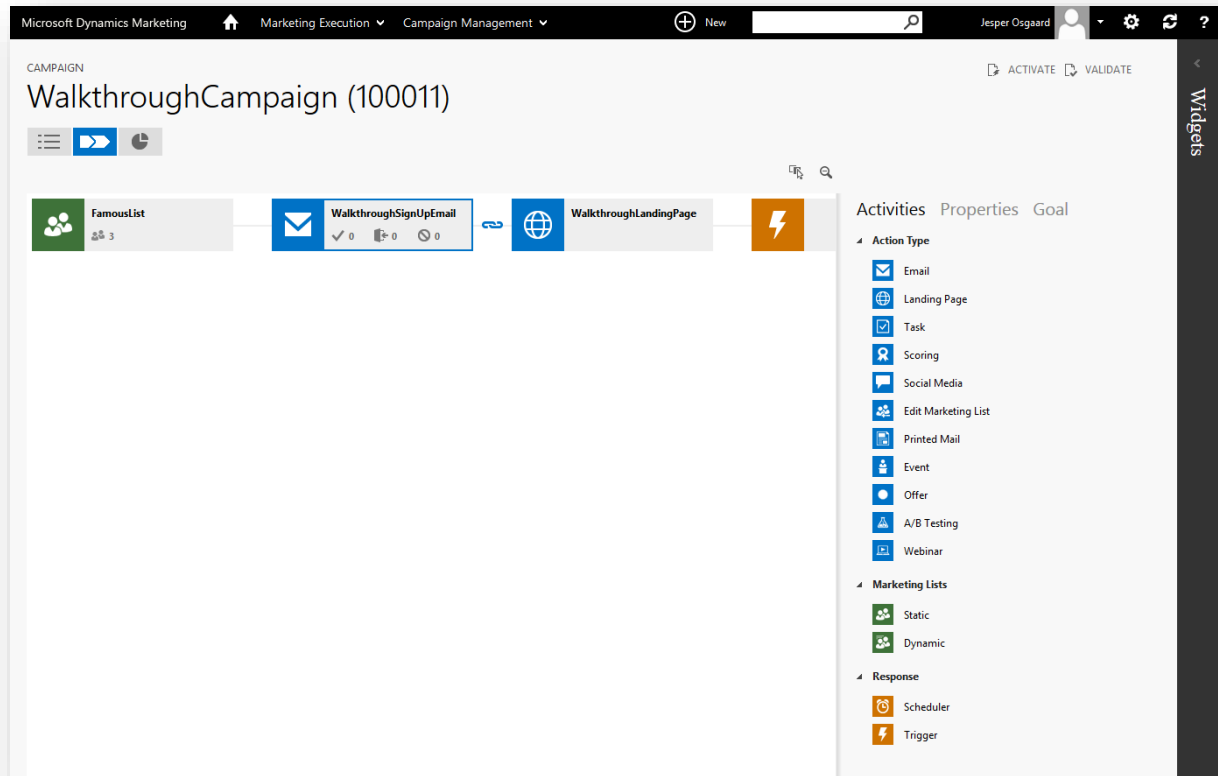 Microsoft Dynamics Marketing
Marketing Execution
Campaign Management
New
Jesper Osgaard
?
CAMPAIGN
ACTIVATE
VALIDATE
WalkthroughCampaign (100011)
Widgets
FamousList
3
WalkthroughSignUpEmail
0 0 0
WalkthroughLandingPage
Activities Properties Goal
Action Type
Email
Landing Page
Task
Scoring
Social Media
Edit Marketing List
Printed Mail
Event
Offer
A/B Testing
Webinar
Marketing Lists
Static
Dynamic
Response
Scheduler
Trigger